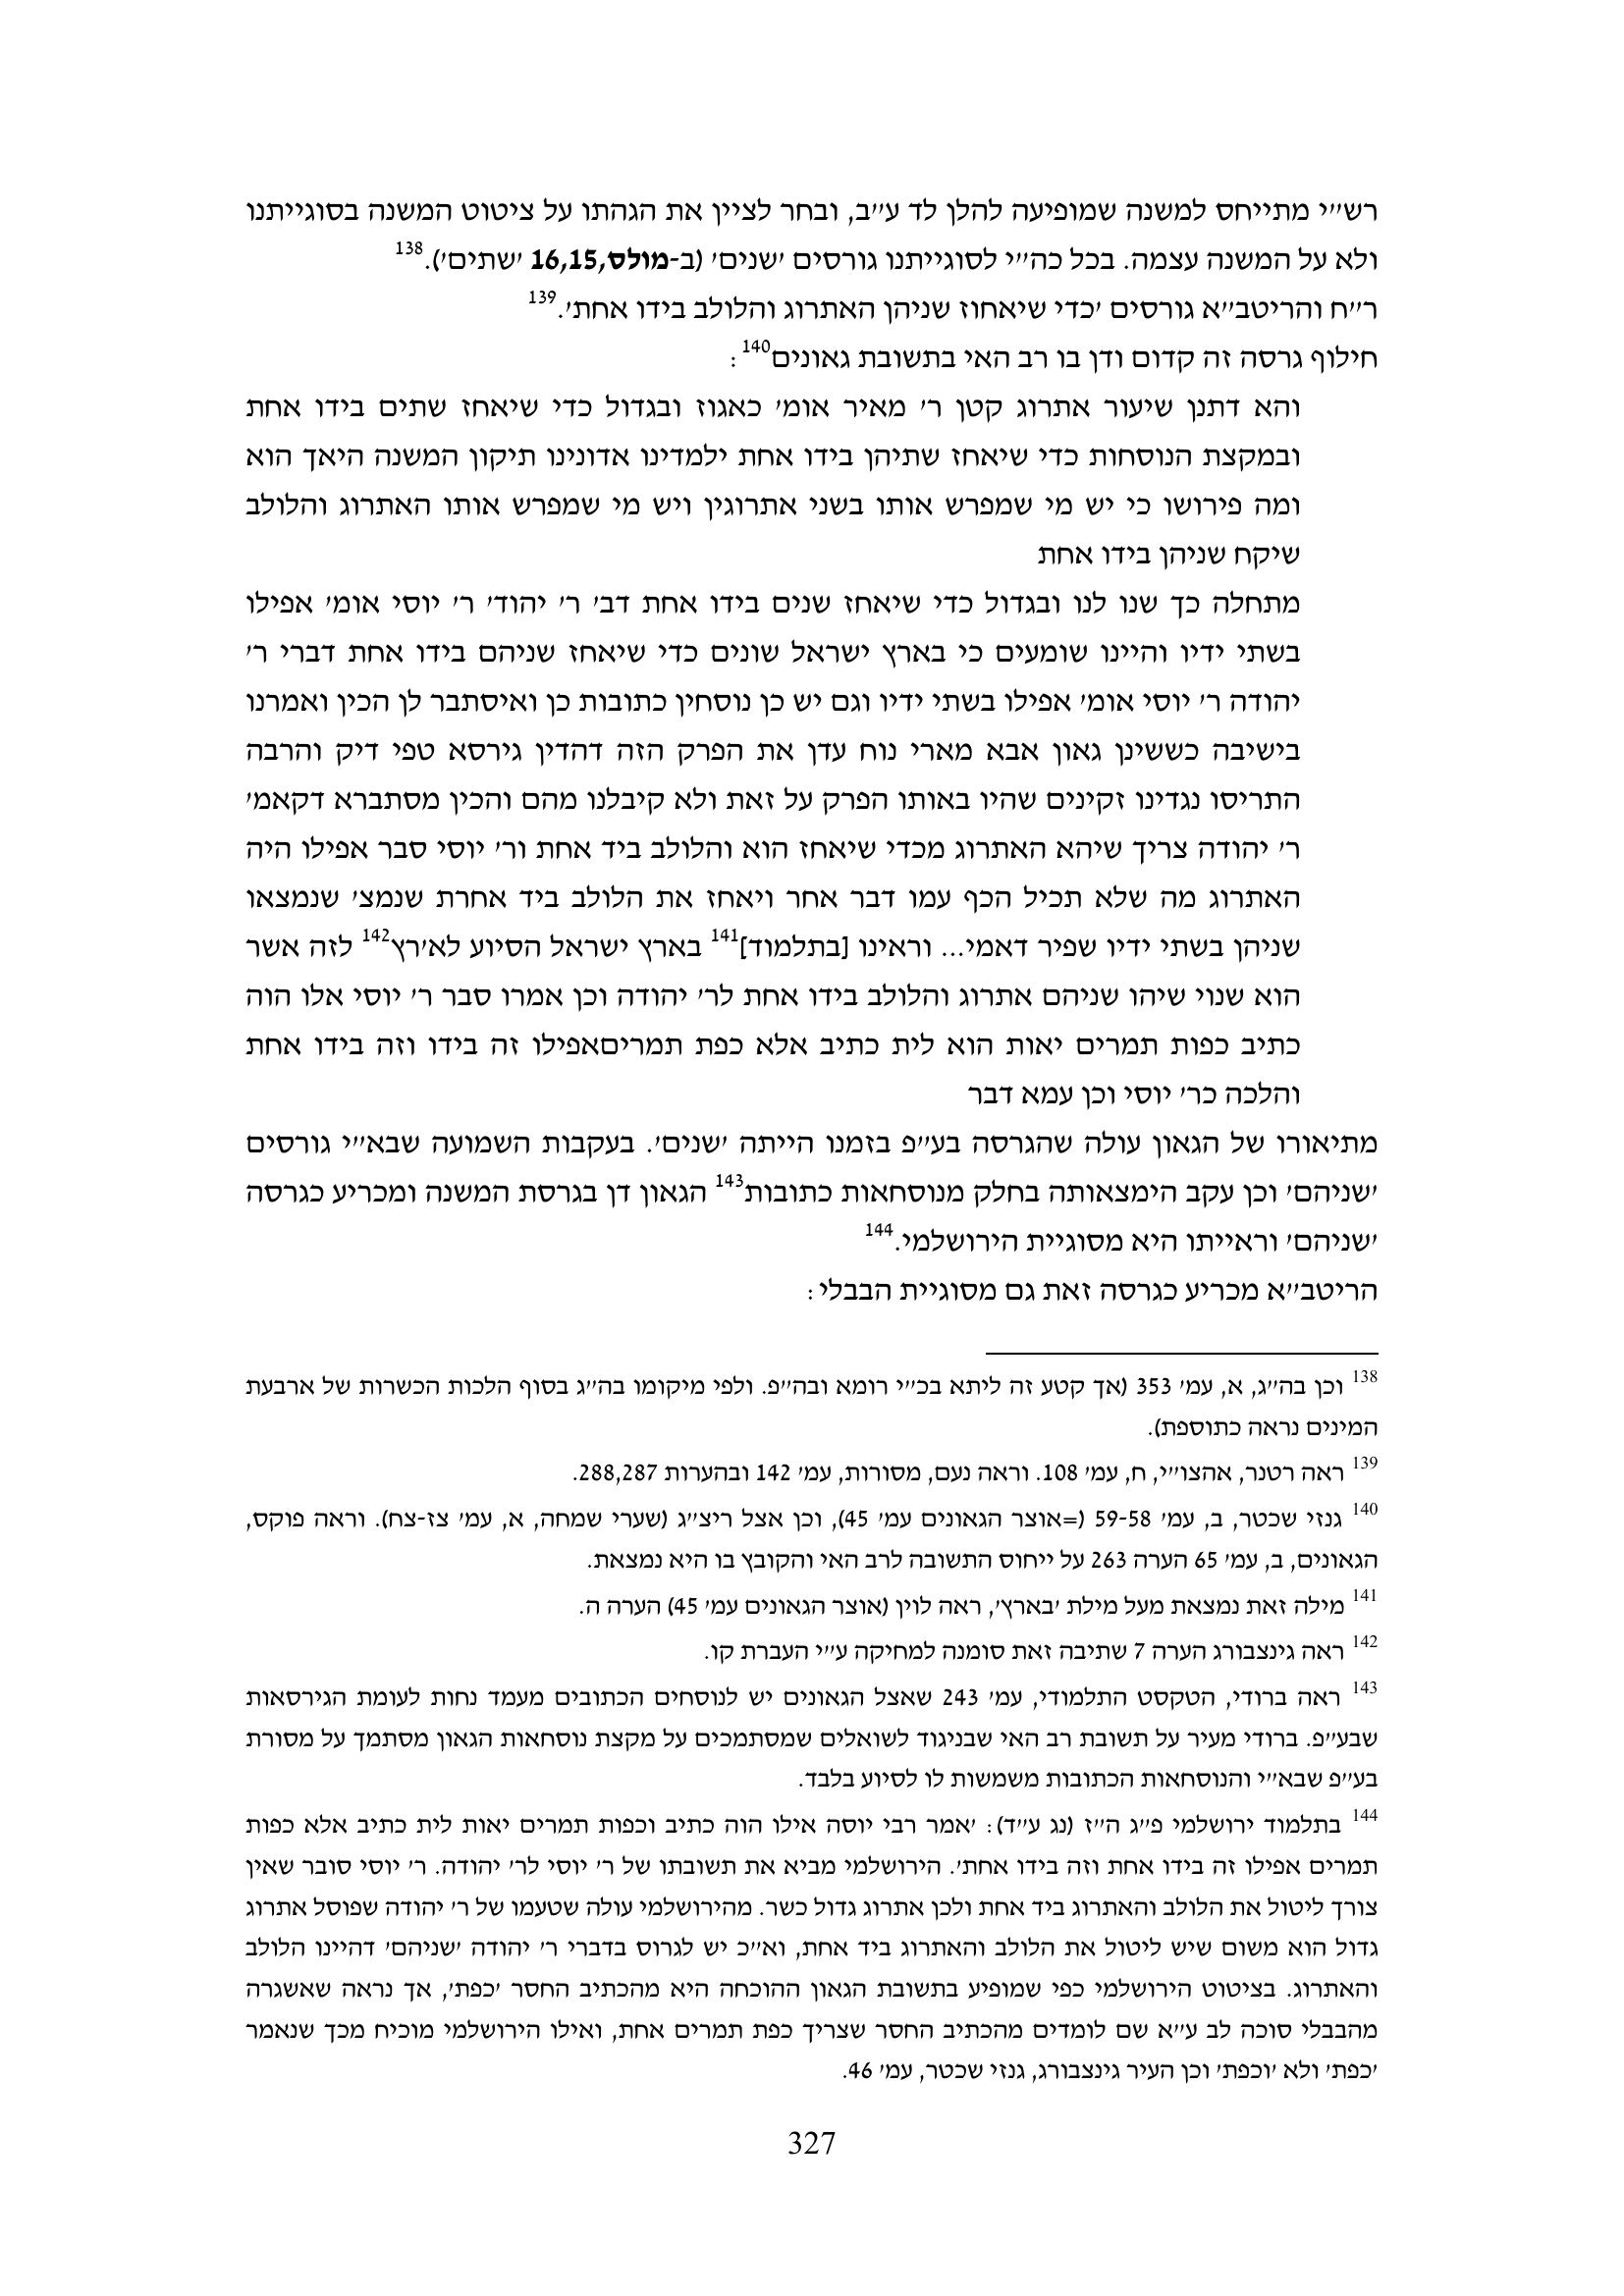 רש״י מתייחס למשנה שמופיעה להלן לד ע״ב, ובחר לציין את הגהתו על ציטוט המשנה בסוגייתנו
ולא על המשנה עצמה. בכל כה״י לסוגייתנו גורסים ׳שנים׳ (ב-מולס,16,15 ׳שתים׳).138
ר״ח והריטב״א גורסים ׳כדי שיאחוז שניהן האתרוג והלולב בידו אחת׳.139
חילוף גרסה זה קדום ודן בו רב האי בתשובת גאונים140:
והא דתנן שיעור אתרוג קטן ר׳ מאיר אומ׳ כאגוז ובגדול כדי שיאחז שתים בידו אחת
ובמקצת הנוסחות כדי שיאחז שתיהן בידו אחת ילמדינו אדונינו תיקון המשנה היאך הוא
ומה פירושו כי יש מי שמפרש אותו בשני אתרוגין ויש מי שמפרש אותו האתרוג והלולב
שיקח שניהן בידו אחת
מתחלה כך שנו לנו ובגדול כדי שיאחז שנים בידו אחת דב׳ ר׳ יהוד׳ ר׳ יוסי אומ׳ אפילו
בשתי ידיו והיינו שומעים כי בארץ ישראל שונים כדי שיאחז שניהם בידו אחת דברי ר׳
יהודה ר׳ יוסי אומ׳ אפילו בשתי ידיו וגם יש כן נוסחין כתובות כן ואיסתבר לן הכין ואמרנו
בישיבה כששינן גאון אבא מארי נוח עדן את הפרק הזה דהדין גירסא טפי דיק והרבה
התריסו נגדינו זקינים שהיו באותו הפרק על זאת ולא קיבלנו מהם והכין מסתברא דקאמ׳
ר׳ יהודה צריך שיהא האתרוג מכדי שיאחז הוא והלולב ביד אחת ור׳ יוסי סבר אפילו היה
האתרוג מה שלא תכיל הכף עמו דבר אחר ויאחז את הלולב ביד אחרת שנמצ׳ שנמצאו
שניהן בשתי ידיו שפיר דאמי... וראינו [בתלמוד]141 בארץ ישראל הסיוע לא׳רץ142 לזה אשר
הוא שנוי שיהו שניהם אתרוג והלולב בידו אחת לר׳ יהודה וכן אמרו סבר ר׳ יוסי אלו הוה
כתיב כפות תמרים יאות הוא לית כתיב אלא כפת תמריםאפילו זה בידו וזה בידו אחת
והלכה כר׳ יוסי וכן עמא דבר
מתיאורו של הגאון עולה שהגרסה בע״פ בזמנו הייתה ׳שנים׳. בעקבות השמועה שבא״י גורסים
׳שניהם׳ וכן עקב הימצאותה בחלק מנוסחאות כתובות143 הגאון דן בגרסת המשנה ומכריע כגרסה
׳שניהם׳ וראייתו היא מסוגיית הירושלמי.144
הריטב״א מכריע כגרסה זאת גם מסוגיית הבבלי:
138 וכן בה״ג, א, עמ׳ 353 (אך קטע זה ליתא בכ״י רומא ובה״פ. ולפי מיקומו בה״ג בסוף הלכות הכשרות של ארבעת
המינים נראה כתוספת).
139 ראה רטנר, אהצו״י, ח, עמ׳ 108. וראה נעם, מסורות, עמ׳ 142 ובהערות 288,287.
140 גנזי שכטר, ב, עמ׳ 59-58 (=אוצר הגאונים עמ׳ 45), וכן אצל ריצ״ג (שערי שמחה, א, עמ׳ צז-צח). וראה פוקס,
הגאונים, ב, עמ׳ 65 הערה 263 על ייחוס התשובה לרב האי והקובץ בו היא נמצאת.
141 מילה זאת נמצאת מעל מילת ׳בארץ׳, ראה לוין (אוצר הגאונים עמ׳ 45) הערה ה.
142 ראה גינצבורג הערה 7 שתיבה זאת סומנה למחיקה ע״י העברת קו.
143 ראה ברודי, הטקסט התלמודי, עמ׳ 243 שאצל הגאונים יש לנוסחים הכתובים מעמד נחות לעומת הגירסאות
שבע״פ. ברודי מעיר על תשובת רב האי שבניגוד לשואלים שמסתמכים על מקצת נוסחאות הגאון מסתמך על מסורת
בע״פ שבא״י והנוסחאות הכתובות משמשות לו לסיוע בלבד.
144 בתלמוד ירושלמי פ״ג ה״ז (נג ע״ד): ׳אמר רבי יוסה אילו הוה כתיב וכפות תמרים יאות לית כתיב אלא כפות
תמרים אפילו זה בידו אחת וזה בידו אחת׳. הירושלמי מביא את תשובתו של ר׳ יוסי לר׳ יהודה. ר׳ יוסי סובר שאין
צורך ליטול את הלולב והאתרוג ביד אחת ולכן אתרוג גדול כשר. מהירושלמי עולה שטעמו של ר׳ יהודה שפוסל אתרוג
גדול הוא משום שיש ליטול את הלולב והאתרוג ביד אחת, וא״כ יש לגרוס בדברי ר׳ יהודה ׳שניהם׳ דהיינו הלולב
והאתרוג. בציטוט הירושלמי כפי שמופיע בתשובת הגאון ההוכחה היא מהכתיב החסר ׳כפת׳, אך נראה שאשגרה
מהבבלי סוכה לב ע״א שם לומדים מהכתיב החסר שצריך כפת תמרים אחת, ואילו הירושלמי מוכיח מכך שנאמר
׳כפת׳ ולא ׳וכפת׳ וכן העיר גינצבורג, גנזי שכטר, עמ׳ 46.
327